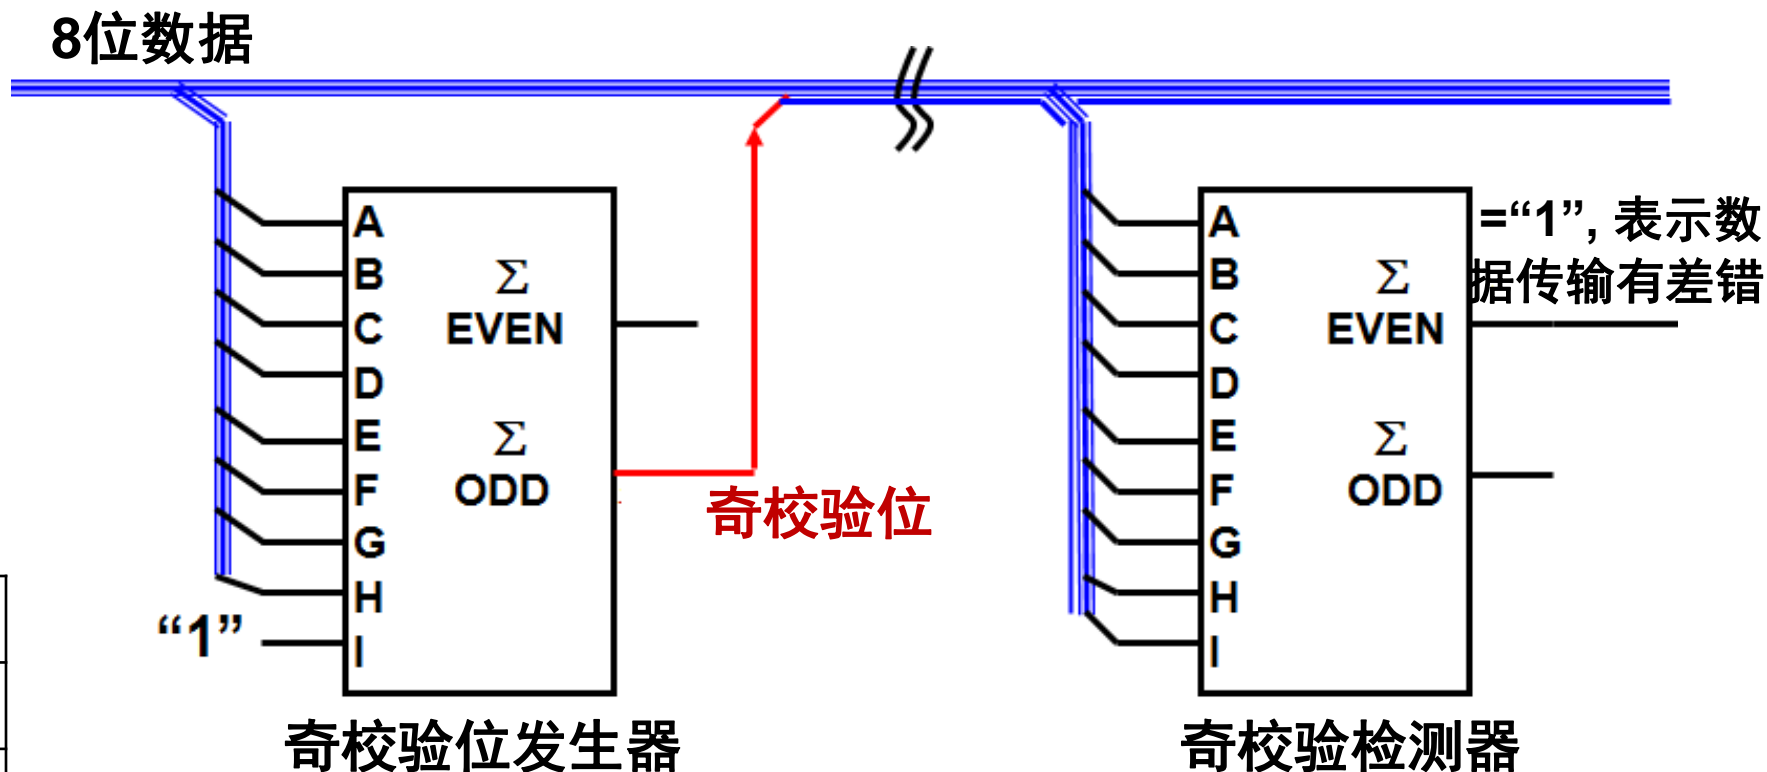 8位数据
A
B
C
D
E
F
G
H
I
Σ
EVEN
Σ
ODD
“1”
奇校验位
奇校验位发生器
A
B
C
D
E
F
G
H
I
Σ
EVEN
Σ
ODD
=“1”, 表示数
据传输有差错
奇校验检测器